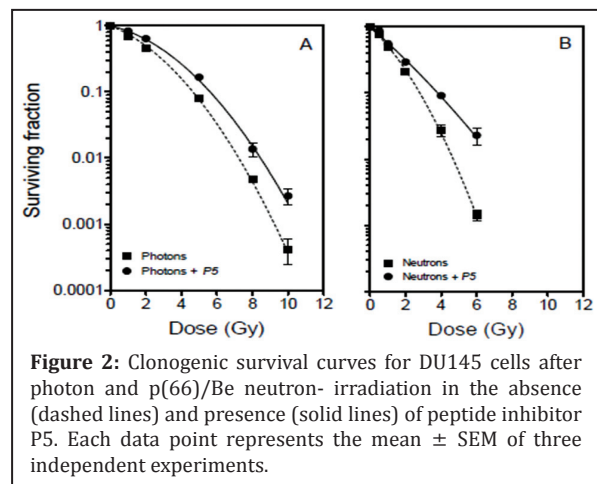 A
B
1
0.1
0.01
0.001
0.0001
Surviving fraction
Photons
Photons + P5
Neutrons
Neutrons + P5
0 2 4 6 8 10 12
0 2 4 6 8 10 12
Dose (Gy)
Dose (Gy)
Figure 2: Clonogenic survival curves for DU145 cells after
photon and p(66)/Be neutron- irradiation in the absence
(dashed lines) and presence (solid lines) of peptide inhibitor
P5. Each data point represents the mean ± SEM of three
independent experiments.